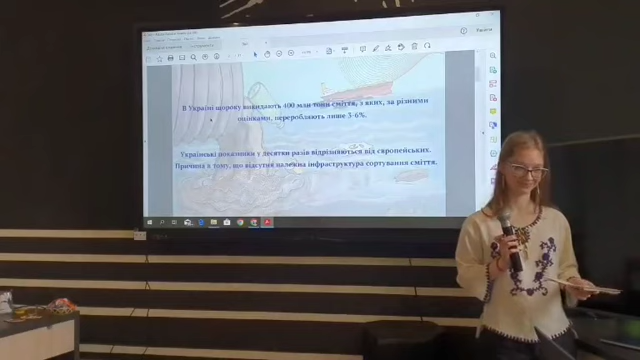 В Україні щороку викидають 400 млн тонн сміття, з яких, за різними
оцінками, переробляють лише 3-6%.
Українські показники у десятки разів відрізняються від європейських.
Причина в тому, що відсутня належна інфраструктура сортування сміття.